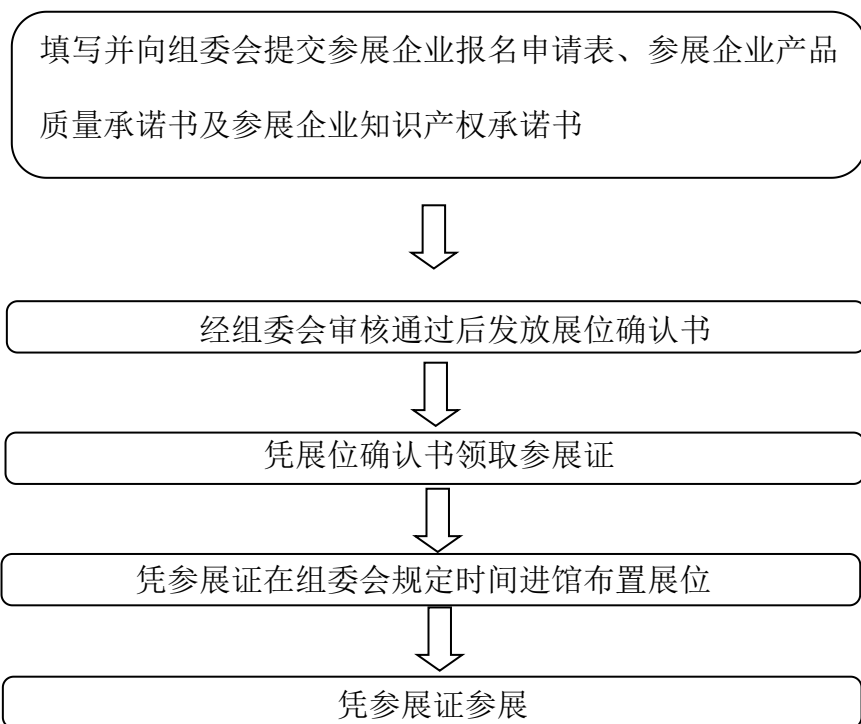 填写并向组委会提交参展企业报名申请表、参展企业产品
质量承诺书及参展企业知识产权承诺书
经组委会审核通过后发放展位确认书
凭展位确认书领取参展证
凭参展证在组委会规定时间进馆布置展位
凭参展证参展